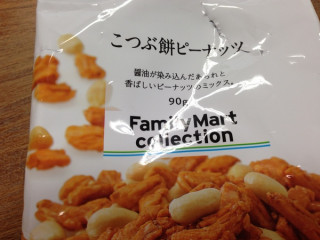 こつぶ餅ピーナッツ
醤油が染み込んだあられと
香ばしいピーナッツのミックス。
90g
FamilyMart
collection